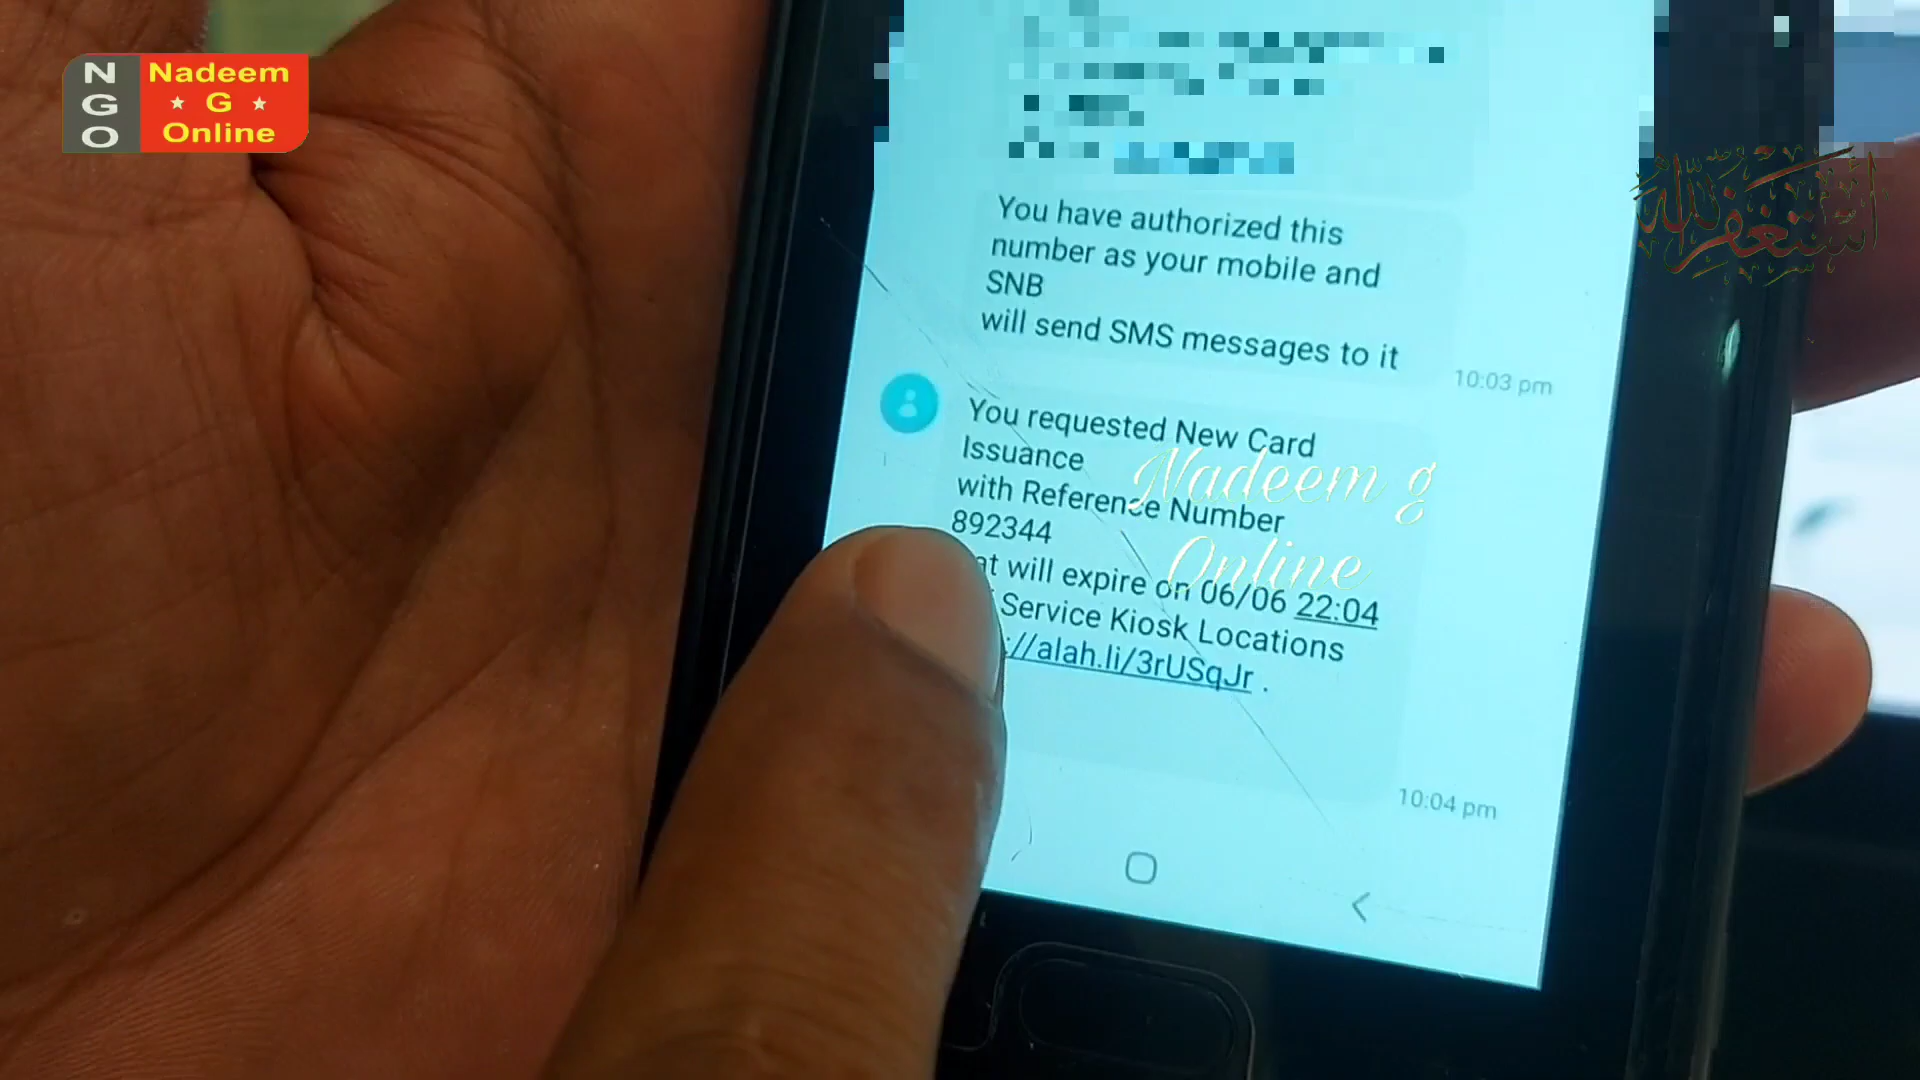 N
G
O
Nadeem
G
Online
أستغفر الله
You have authorized this
number as your mobile and
SNB
will send SMS messages to it
10:03 pm
You requested New Card
Issuance
with Reference Number
892344
will expire on 06/06 22:04
Service Kiosk Locations
://alah.li/3rUSqJr .
10:04 pm
Nadeem g
Online